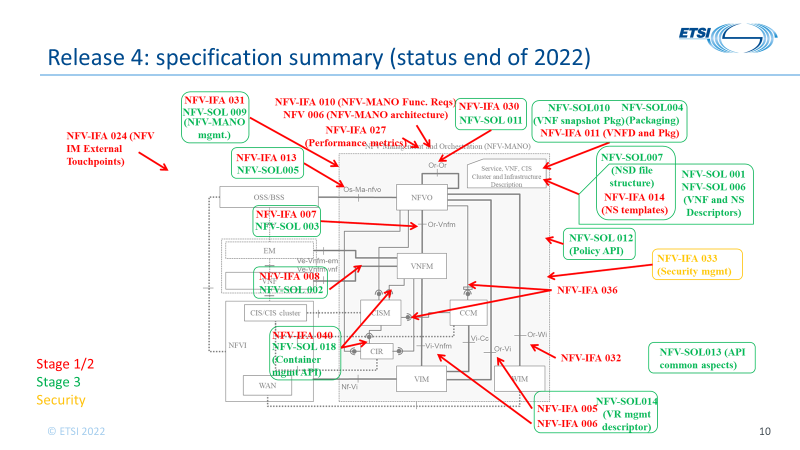 ETSI
Release 4: specification summary (status end of 2022)
NFV-IFA 031
NFV-SOL 009
(NFV-MANO
mgmt.)
NFV-IFA 010 (NFV-MANO Func. Reqs)
NFV 006 (NFV-MANO architecture)
NFV-IFA 027
(Performance metrics)
NFV-IFA 030
NFV-SOL 011
NFV-SOL010
(VNF snapshot Pkg)
NFV-SOL004
(Packaging)
NFV-IFA 011 (VNFD and Pkg)
NFV-IFA 024 (NFV
IM External
Touchpoints)
NFV-IFA 013
NFV-SOL005
NFV Management and Orchestration (NFV-MANO)
Or-Or
Service, VNF, CIS
Cluster and Infrastructure
Description
NFV-SOL007
(NSD file
structure)
NFV-IFA 014
(NS templates)
NFV-SOL 001
NFV-SOL 006
(VNF and NS
Descriptors)
Os-Ma-nfvo
OSS/BSS
NFVO
NFV-IFA 007
NFV-SOL 003
Or-Vnfm
NFV-SOL 012
(Policy API)
EM
Ve-Vnfm-em
Ve-Vnfm-vnf
VNFM
NFV-IFA 033
(Security mgmt)
VNF
NFV-IFA 008
NFV-SOL 002
NFV-IFA 036
CIS/CIS cluster
CISM
CCM
NFVI
NFV-IFA 040
NFV-SOL 018
(Container
mgmt API)
CIR
Vi-Vnfm
Vi-Cc
Or-Vi
Or-Wi
NFV-IFA 032
NFV-SOL013 (API
common aspects)
Stage 1/2
Stage 3
Security
WAN
Nf-Vi
VIM
WIM
NFV-IFA 005
NFV-IFA 006
NFV-SOL014
(VR mgmt
descriptor)
© ETSI 2022
10